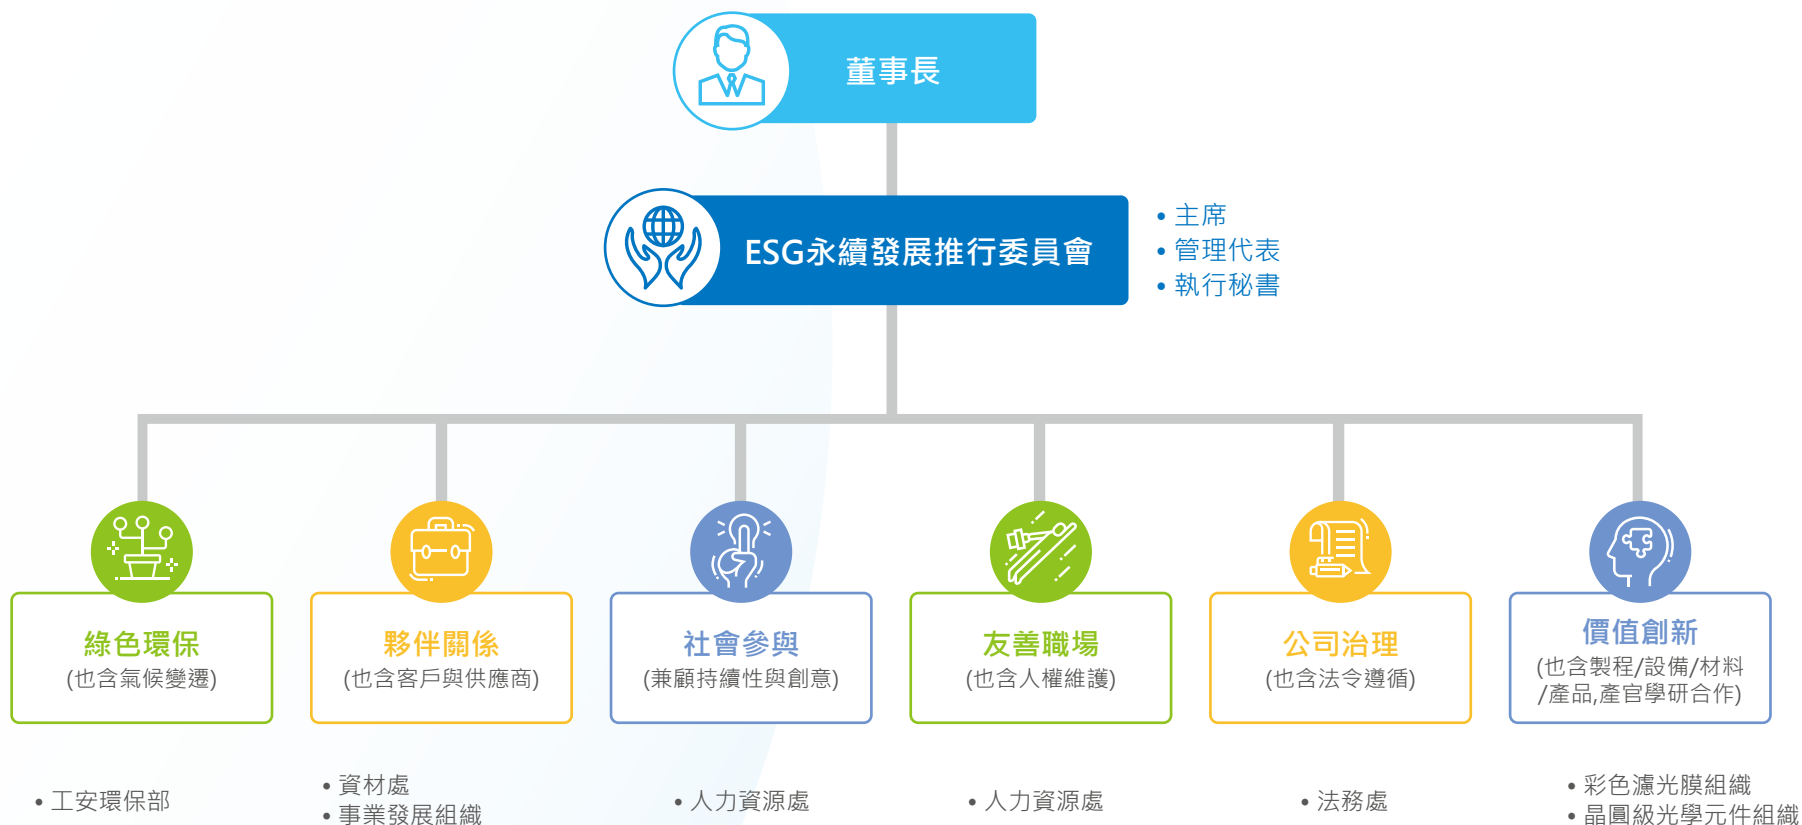 董事長
ESG永續發展推行委員會
• 主席
• 管理代表
• 執行秘書
綠色環保
(也含氣候變遷)
夥伴關係
(也含客戶與供應商)
社會參與
(兼顧持續性與創意)
友善職場
(也含人權維護)
公司治理
(也含法令遵循)
價值創新
(也含製程/設備/材料
/產品,產官學研合作)
• 工安環保部
• 資材處
• 事業發展組織
• 人力資源處
• 人力資源處
• 法務處
• 彩色濾光膜組織
• 晶圓級光學元件組織